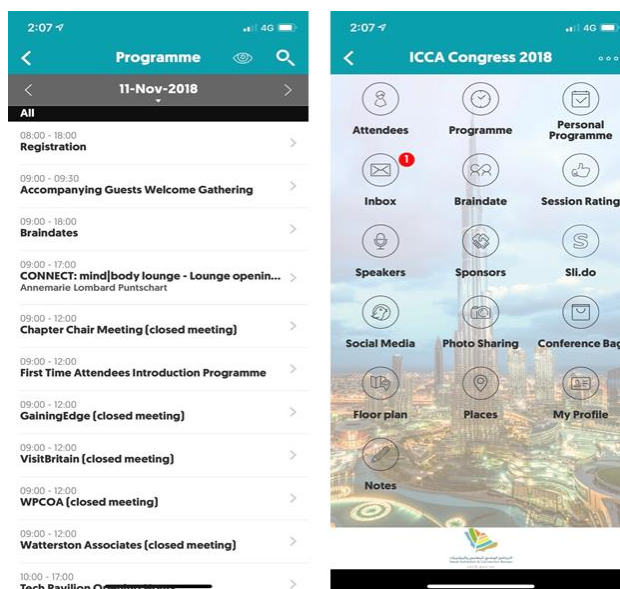 2:07
4G
Programme
11-Nov-2018
All
08:00 - 18:00
Registration
09:00 - 09:30
Accompanying Guests Welcome Gathering
09:00 - 18:00
Braindates
09:00 - 17:00
CONNECT: mind|body lounge - Lounge openin...
Annemarie Lombard Puntschart
09:00 - 12:00
Chapter Chair Meeting (closed meeting)
09:00 - 12:00
First Time Attendees Introduction Programme
09:00 - 12:00
GainingEdge (closed meeting)
09:00 - 12:00
VisitBritain (closed meeting)
09:00 - 12:00
WPCOA (closed meeting)
09:00 - 12:00
Watterston Associates (closed meeting)
10:00 - 17:00
Tech Pavilion
2:07
4G
ICCA Congress 2018
Attendees
Programme
Personal
Programme
1
Inbox
Braindate
Session Rating
Speakers
Sponsors
S
Sli.do
Social Media
Photo Sharing
Conference Bag
Floor plan
Places
My Profile
Notes